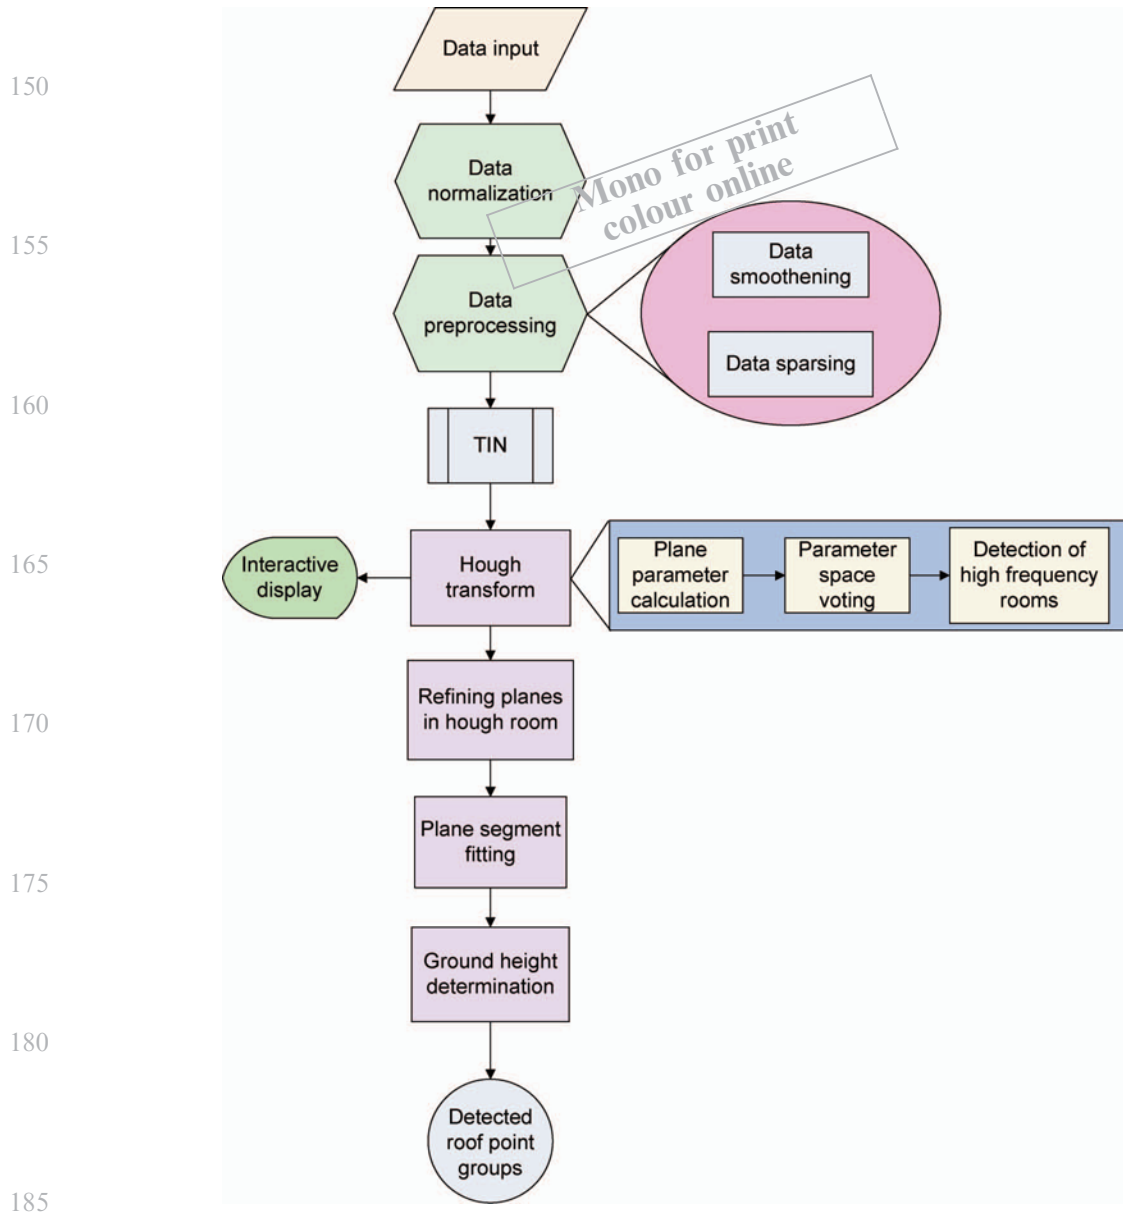 Data input
150
Data
normalization
Mono for print
colour online
155
Data
preprocessing
Data
smoothening
Data sparsing
160
TIN
165
Interactive
display
Hough
transform
Plane
parameter
calculation
Parameter
space
voting
Detection of
high frequency
rooms
Refining planes
in hough room
170
Plane segment
fitting
175
Ground height
determination
180
Detected
roof point
groups
185